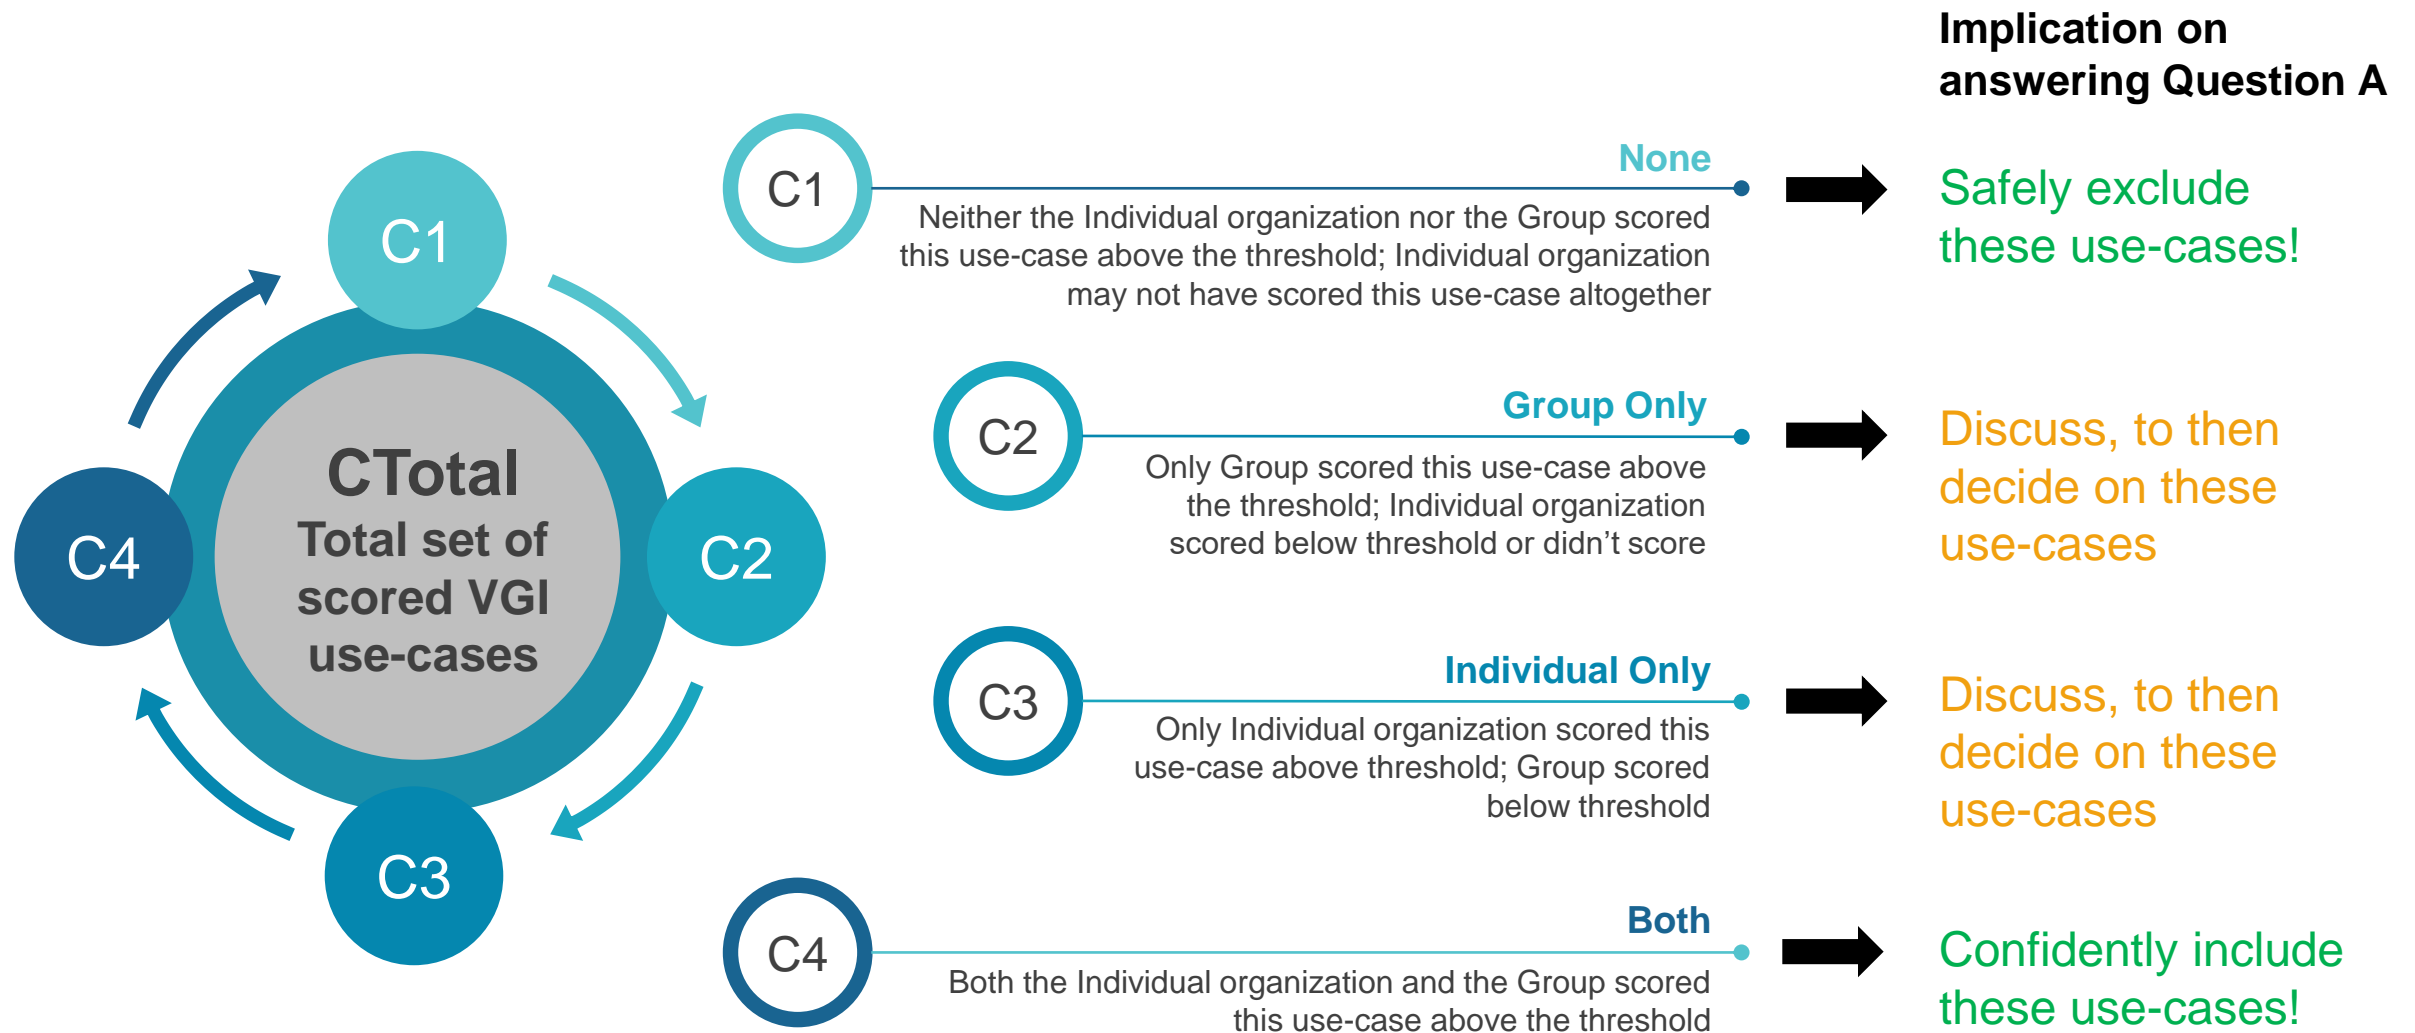 Implication on
answering Question A
C1
C2
C3
C4
CTotal
Total set of
scored VGI
use-cases
C1
None
Neither the Individual organization nor the Group scored
this use-case above the threshold; Individual organization
may not have scored this use-case altogether
Safely exclude
these use-cases!
C2
Group Only
Only Group scored this use-case above
the threshold; Individual organization
scored below threshold or didn’t score
Discuss, to then
decide on these
use-cases
C3
Individual Only
Only Individual organization scored this
use-case above threshold; Group scored
below threshold
Discuss, to then
decide on these
use-cases
C4
Both
Both the Individual organization and the Group scored
this use-case above the threshold
Confidently include
these use-cases!